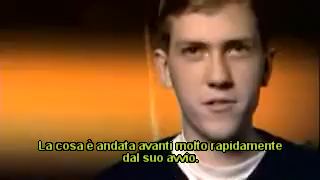 La cosa è andata avanti molto rapidamente
dal suo avvio.